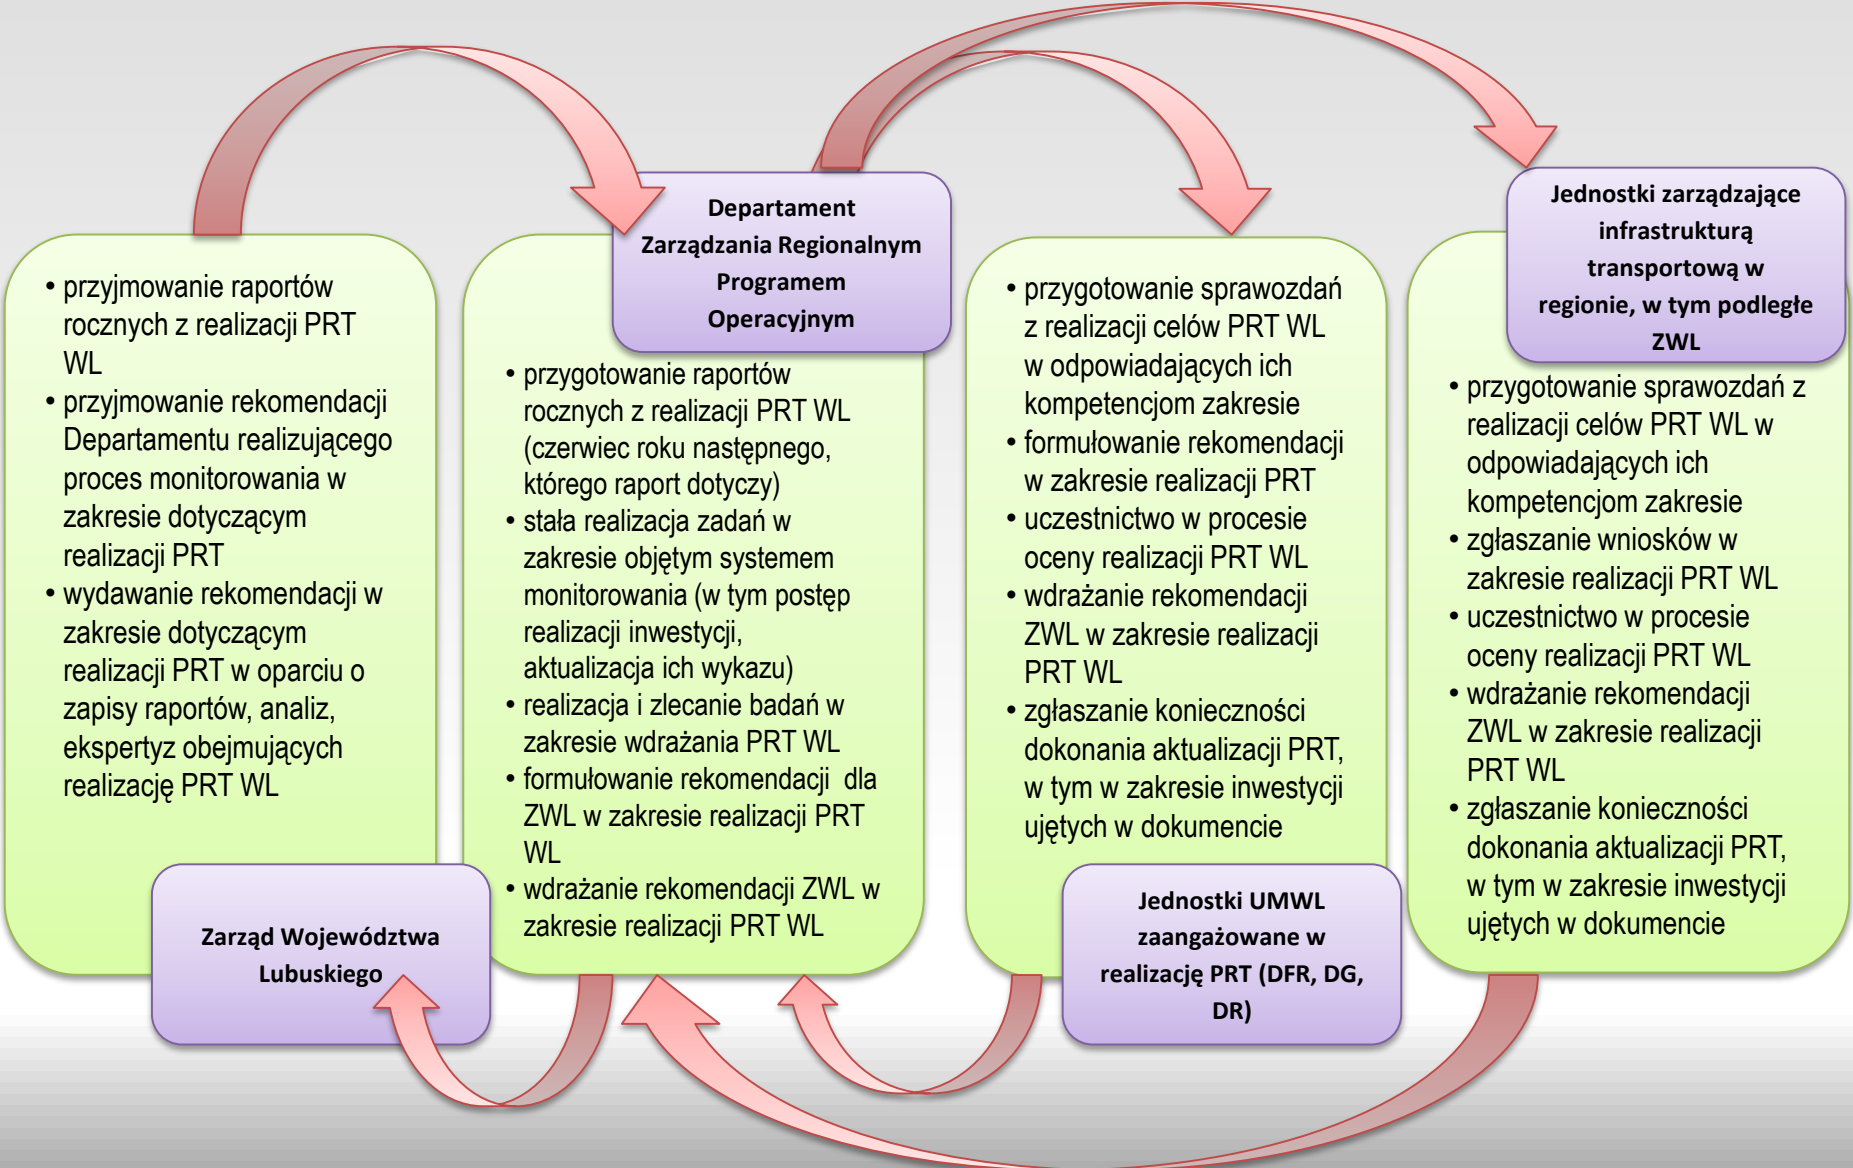 • przyjmowanie raportów
rocznych z realizacji PRT
WL
• przyjmowanie rekomendacji
Departamentu realizującego
proces monitorowania w
zakresie dotyczącym
realizacji PRT
• wydawanie rekomendacji w
zakresie dotyczącym
realizacji PRT w oparciu o
zapisy raportów, analiz,
ekspertyz obejmujących
realizację PRT WL
Zarząd Województwa
Lubuskiego
Departament
Zarządzania Regionalnym
Programem
Operacyjnym
• przygotowanie raportów
rocznych z realizacji PRT WL
(czerwiec roku następnego,
którego raport dotyczy)
• stała realizacja zadań w
zakresie objętym systemem
monitorowania (w tym postęp
realizacji inwestycji,
aktualizacja ich wykazu)
• realizacja i zlecanie badań w
zakresie wdrażania PRT WL
• formułowanie rekomendacji  dla
ZWL w zakresie realizacji PRT
WL
• wdrażanie rekomendacji ZWL w
zakresie realizacji PRT WL
• przygotowanie sprawozdań
z realizacji celów PRT WL
w odpowiadających ich
kompetencjom zakresie
• formułowanie rekomendacji
w zakresie realizacji PRT
• uczestnictwo w procesie
oceny realizacji PRT WL
• wdrażanie rekomendacji
ZWL w zakresie realizacji
PRT WL
• zgłaszanie konieczności
dokonania aktualizacji PRT,
w tym w zakresie inwestycji
ujętych w dokumencie
Jednostki UMWL
zaangażowane w
realizację PRT (DFR, DG,
DR)
Jednostki zarządzające
infrastrukturą
transportową w
regionie, w tym podległe
ZWL
• przygotowanie sprawozdań z
realizacji celów PRT WL w
odpowiadających ich
kompetencjom zakresie
• zgłaszanie wniosków w
zakresie realizacji PRT WL
• uczestnictwo w procesie
oceny realizacji PRT WL
• wdrażanie rekomendacji
ZWL w zakresie realizacji
PRT WL
• zgłaszanie konieczności
dokonania aktualizacji PRT,
w tym w zakresie inwestycji
ujętych w dokumencie